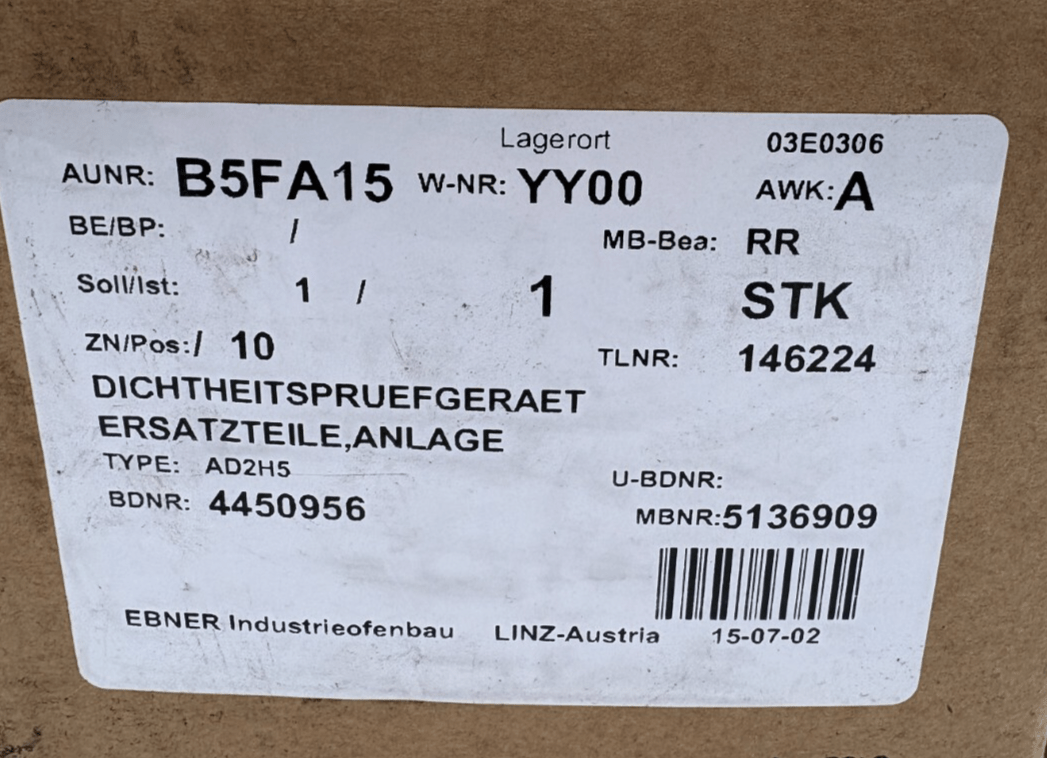 Lagerort 03E0306
AUNR: B5FA15 W-NR: YY00 AWK: A
BE/BP: / MB-Bea: RR
Soll/Ist: 1 / 1 STK
ZN/Pos:/ 10 TLNR: 146224
DICHTHEITSPRUEFGERAET
ERSATZTEILE,ANLAGE
TYPE: AD2H5 U-BDNR:
BDNR: 4450956 MBNR:5136909
EBNER Industrieofenbau LINZ-Austria 15-07-02